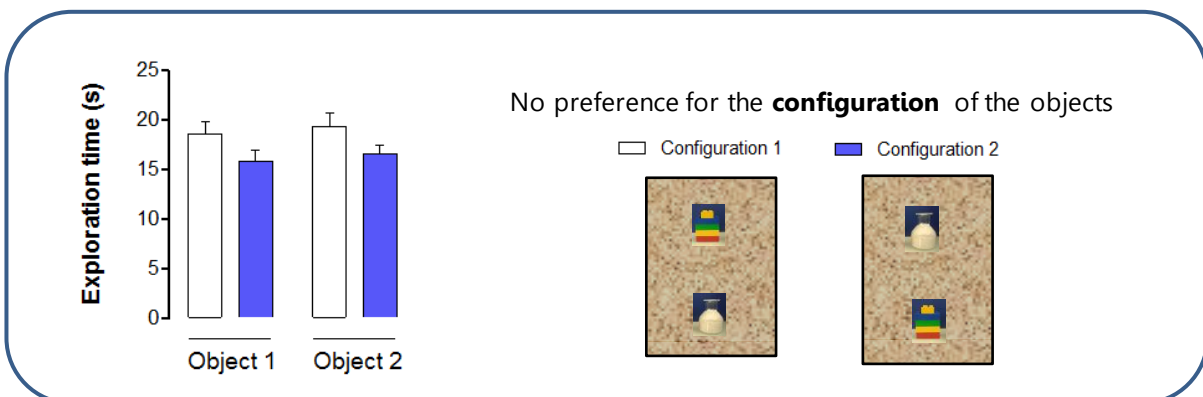 Exploration time (s)
25
20
15
10
5
0
Object 1
Object 2
No preference for the configuration of the objects
Configuration 1
Configuration 2